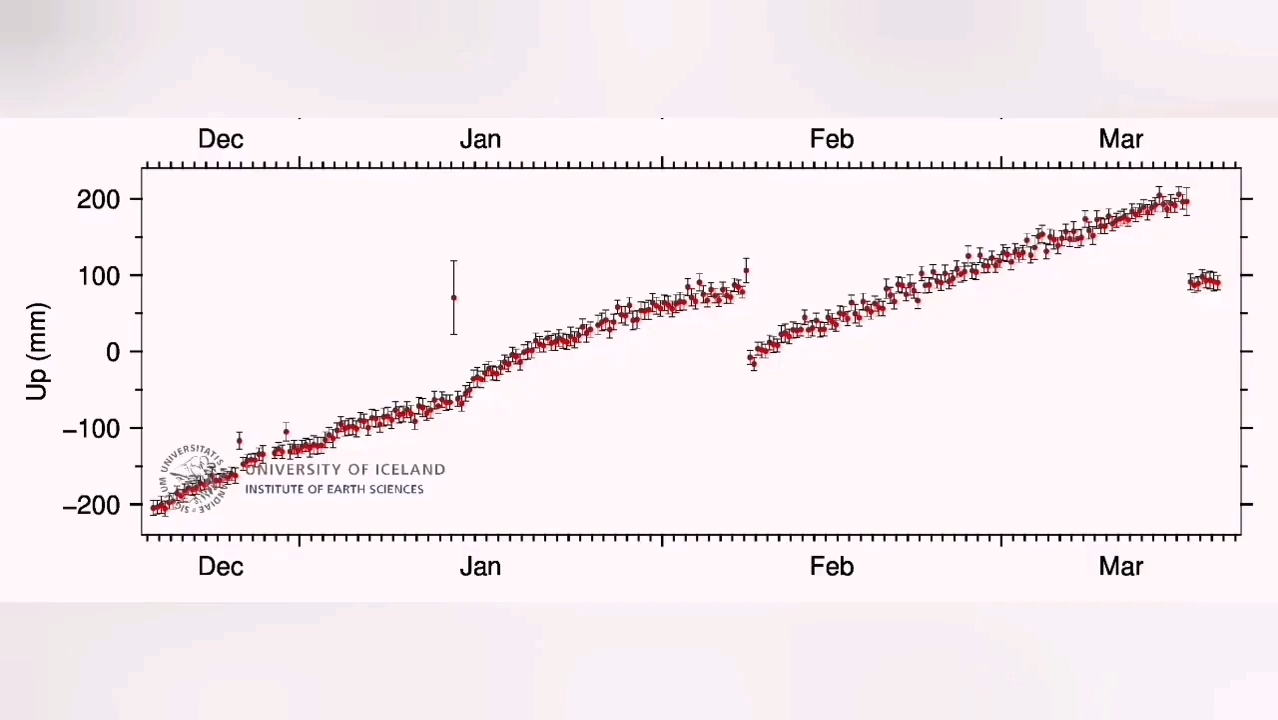 Dec Jan Feb Mar
200
100
0
−100
−200
Up (mm)
UNIVERSITY OF ICELAND
INSTITUTE OF EARTH SCIENCES
Dec Jan Feb Mar